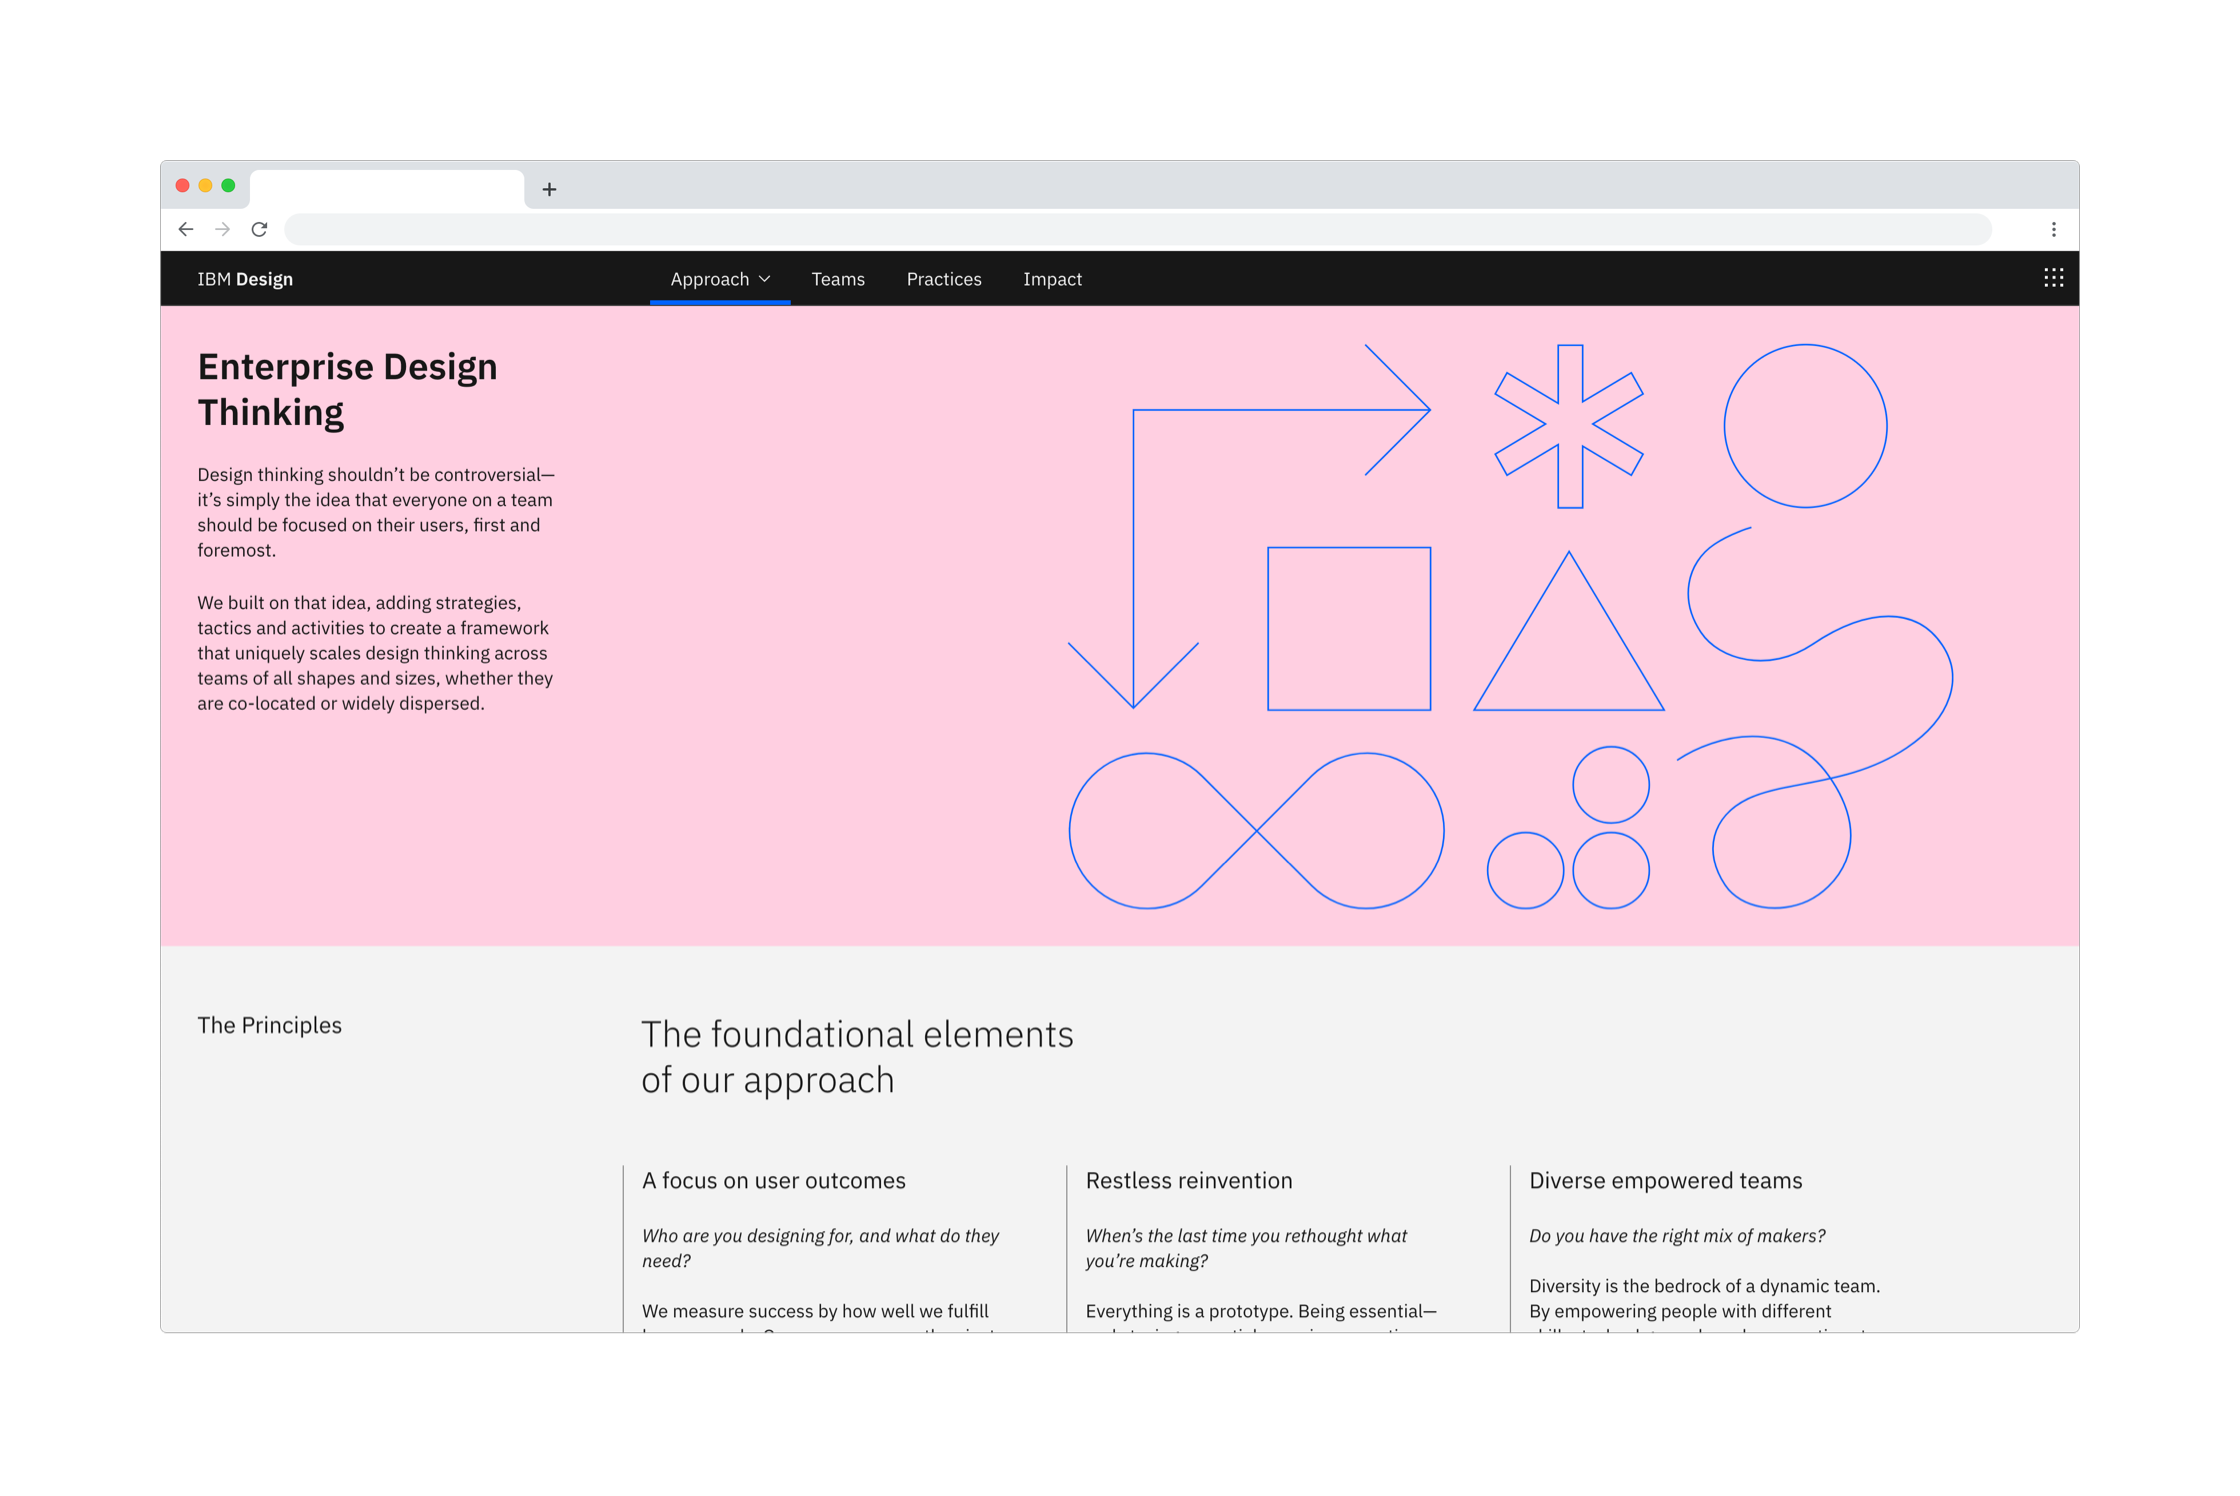 IBM Design
Approach
Teams
Practices
Impact
Enterprise Design
Thinking
Design thinking shouldn’t be controversial—
it’s simply the idea that everyone on a team
should be focused on their users, first and
foremost.
We built on that idea, adding strategies,
tactics and activities to create a framework
that uniquely scales design thinking across
teams of all shapes and sizes, whether they
are co-located or widely dispersed.
The Principles
The foundational elements
of our approach
A focus on user outcomes
Who are you designing for, and what do they
need?
We measure success by how well we fulfill
Restless reinvention
When’s the last time you rethought what
you’re making?
Everything is a prototype. Being essential—
Diverse empowered teams
Do you have the right mix of makers?
Diversity is the bedrock of a dynamic team.
By empowering people with different